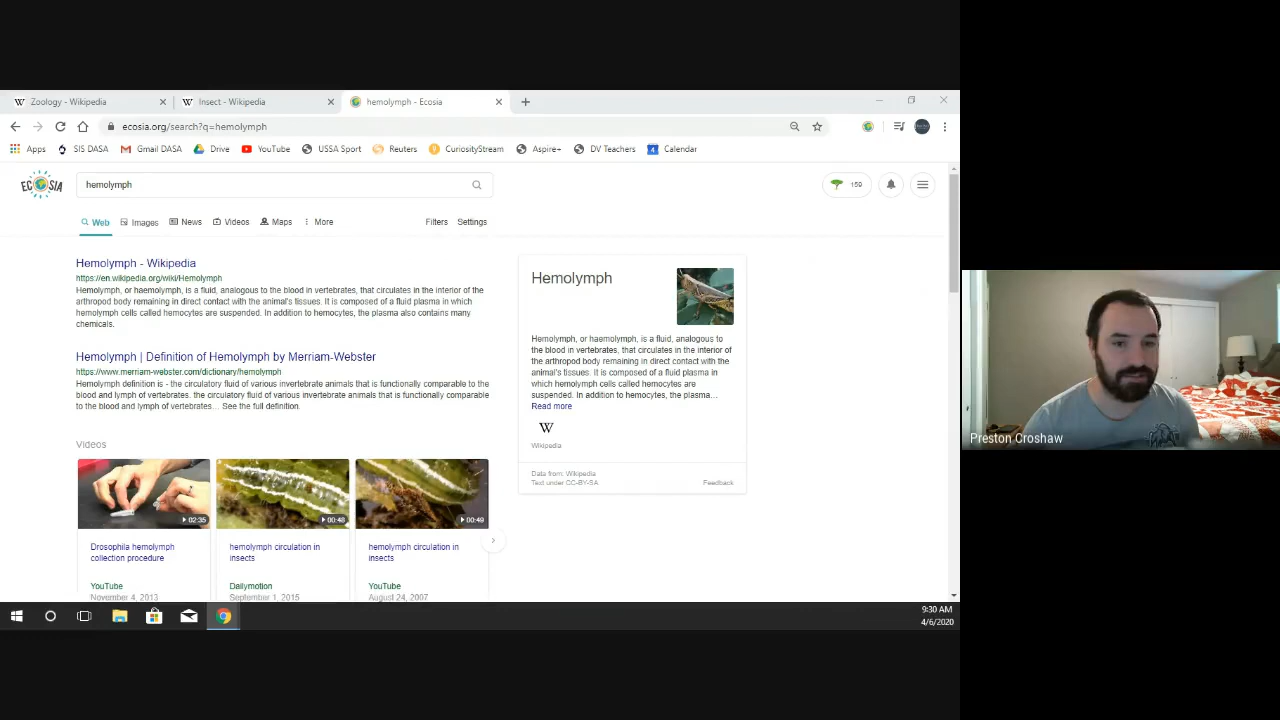 Zoology - Wikipedia
Insect - Wikipedia
hemolymph - Ecosia
ecosia.org/search?q=hemolymph
Apps
SIS DASA
Gmail DASA
Drive
YouTube
USSA Sport
Reuters
CuriosityStream
Aspire+
DV Teachers
4
Calendar
ECOSIA
hemolymph
159
Web
Images
News
Videos
Maps
More
Filters
Settings
Hemolymph - Wikipedia
https://en.wikipedia.org/wiki/Hemolymph
Hemolymph, or haemolymph, is a fluid, analogous to the blood in vertebrates, that circulates in the interior of the
arthropod body remaining in direct contact with the animal's tissues. It is composed of a fluid plasma in which
hemolymph cells called hemocytes are suspended. In addition to hemocytes, the plasma also contains many
chemicals.
Hemolymph | Definition of Hemolymph by Merriam-Webster
https://www.merriam-webster.com/dictionary/hemolymph
Hemolymph definition is - the circulatory fluid of various invertebrate animals that is functionally comparable to the
blood and lymph of vertebrates. the circulatory fluid of various invertebrate animals that is functionally comparable
to the blood and lymph of vertebrates… See the full definition.
Videos
02:35
00:48
00:49
Drosophila hemolymph
collection procedure
YouTube
November 4, 2013
hemolymph circulation in
insects
Dailymotion
September 1, 2015
hemolymph circulation in
insects
YouTube
August 24, 2007
Hemolymph
Hemolymph, or haemolymph, is a fluid, analogous to
the blood in vertebrates, that circulates in the interior of
the arthropod body remaining in direct contact with the
animal's tissues. It is composed of a fluid plasma in
which hemolymph cells called hemocytes are
suspended. In addition to hemocytes, the plasma…
Read more
W
Wikipedia
Data from: Wikipedia
Text under CC-BY-SA
Feedback
9:30 AM
4/6/2020
Preston Croshaw